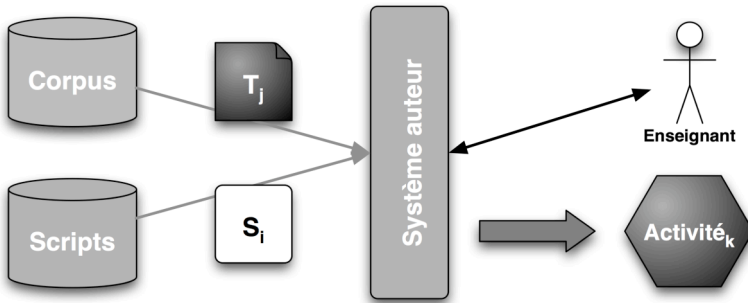 Corpus
Tj
Système auteur
Enseignant
Scripts
Si
Activiték